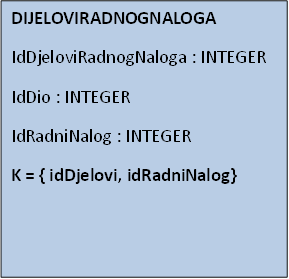 DIJELOVIRADNOGNALOGA
IdDjeloviRadnogNaloga : INTEGER
IdDio : INTEGER
IdRadniNalog : INTEGER
K = { idDjelovi, idRadniNalog}